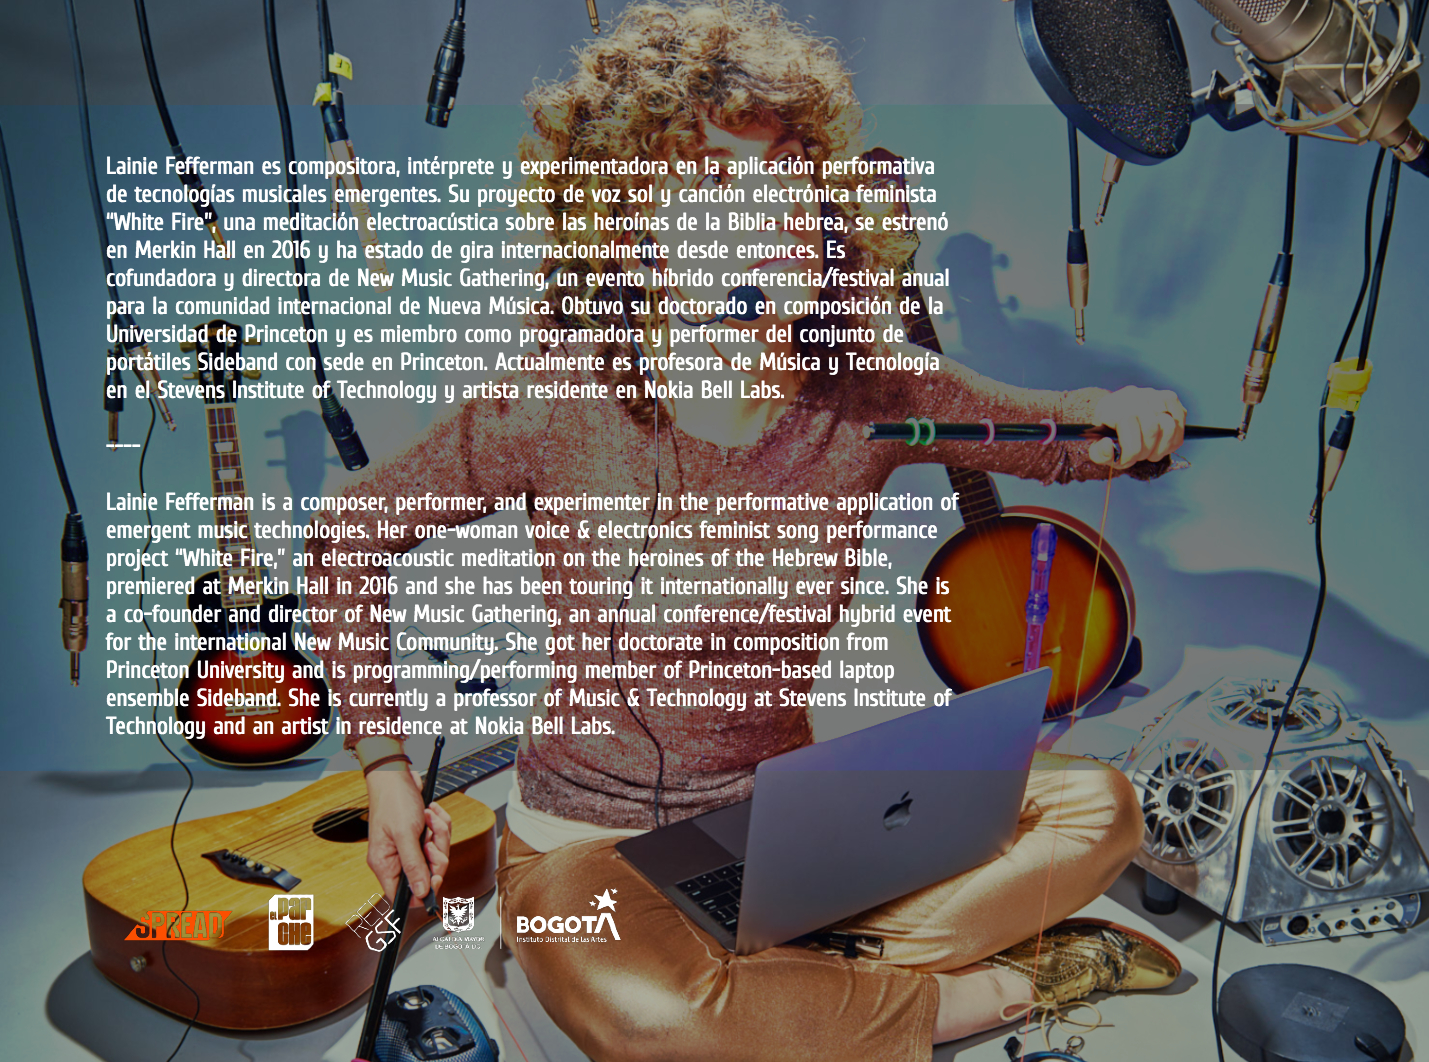 Lainie Fefferman es compositora, intérprete y experimentadora en la aplicación performativa
de tecnologías musicales emergentes. Su proyecto de voz sol y canción electrónica feminista
“White Fire”, una meditación electroacústica sobre las heroínas de la Biblia hebrea, se estrenó
en Merkin Hall en 2016 y ha estado de gira internacionalmente desde entonces. Es
cofundadora y directora de New Music Gathering, un evento híbrido conferencia/festival anual
para la comunidad internacional de Nueva Música. Obtuvo su doctorado en composición de la
Universidad de Princeton y es miembro como programadora y performer del conjunto de
portátiles Sideband con sede en Princeton. Actualmente es profesora de Música y Tecnología
en el Stevens Institute of Technology y artista residente en Nokia Bell Labs.
----
Lainie Fefferman is a composer, performer, and experimenter in the performative application of
emergent music technologies. Her one-woman voice & electronics feminist song performance
project “White Fire,” an electroacoustic meditation on the heroines of the Hebrew Bible,
premiered at Merkin Hall in 2016 and she has been touring it internationally ever since. She is
a co-founder and director of New Music Gathering, an annual conference/festival hybrid event
for the international New Music Community. She got her doctorate in composition from
Princeton University and is programming/performing member of Princeton-based laptop
ensemble Sideband. She is currently a professor of Music & Technology at Stevens Institute of
Technology and an artist in residence at Nokia Bell Labs.
SPREAD
EL PARCHE
RED GSF
ALCALDÍA MAYOR
DE BOGOTÁ D.C.
BOGOTÁ
Instituto Distrital de las Artes